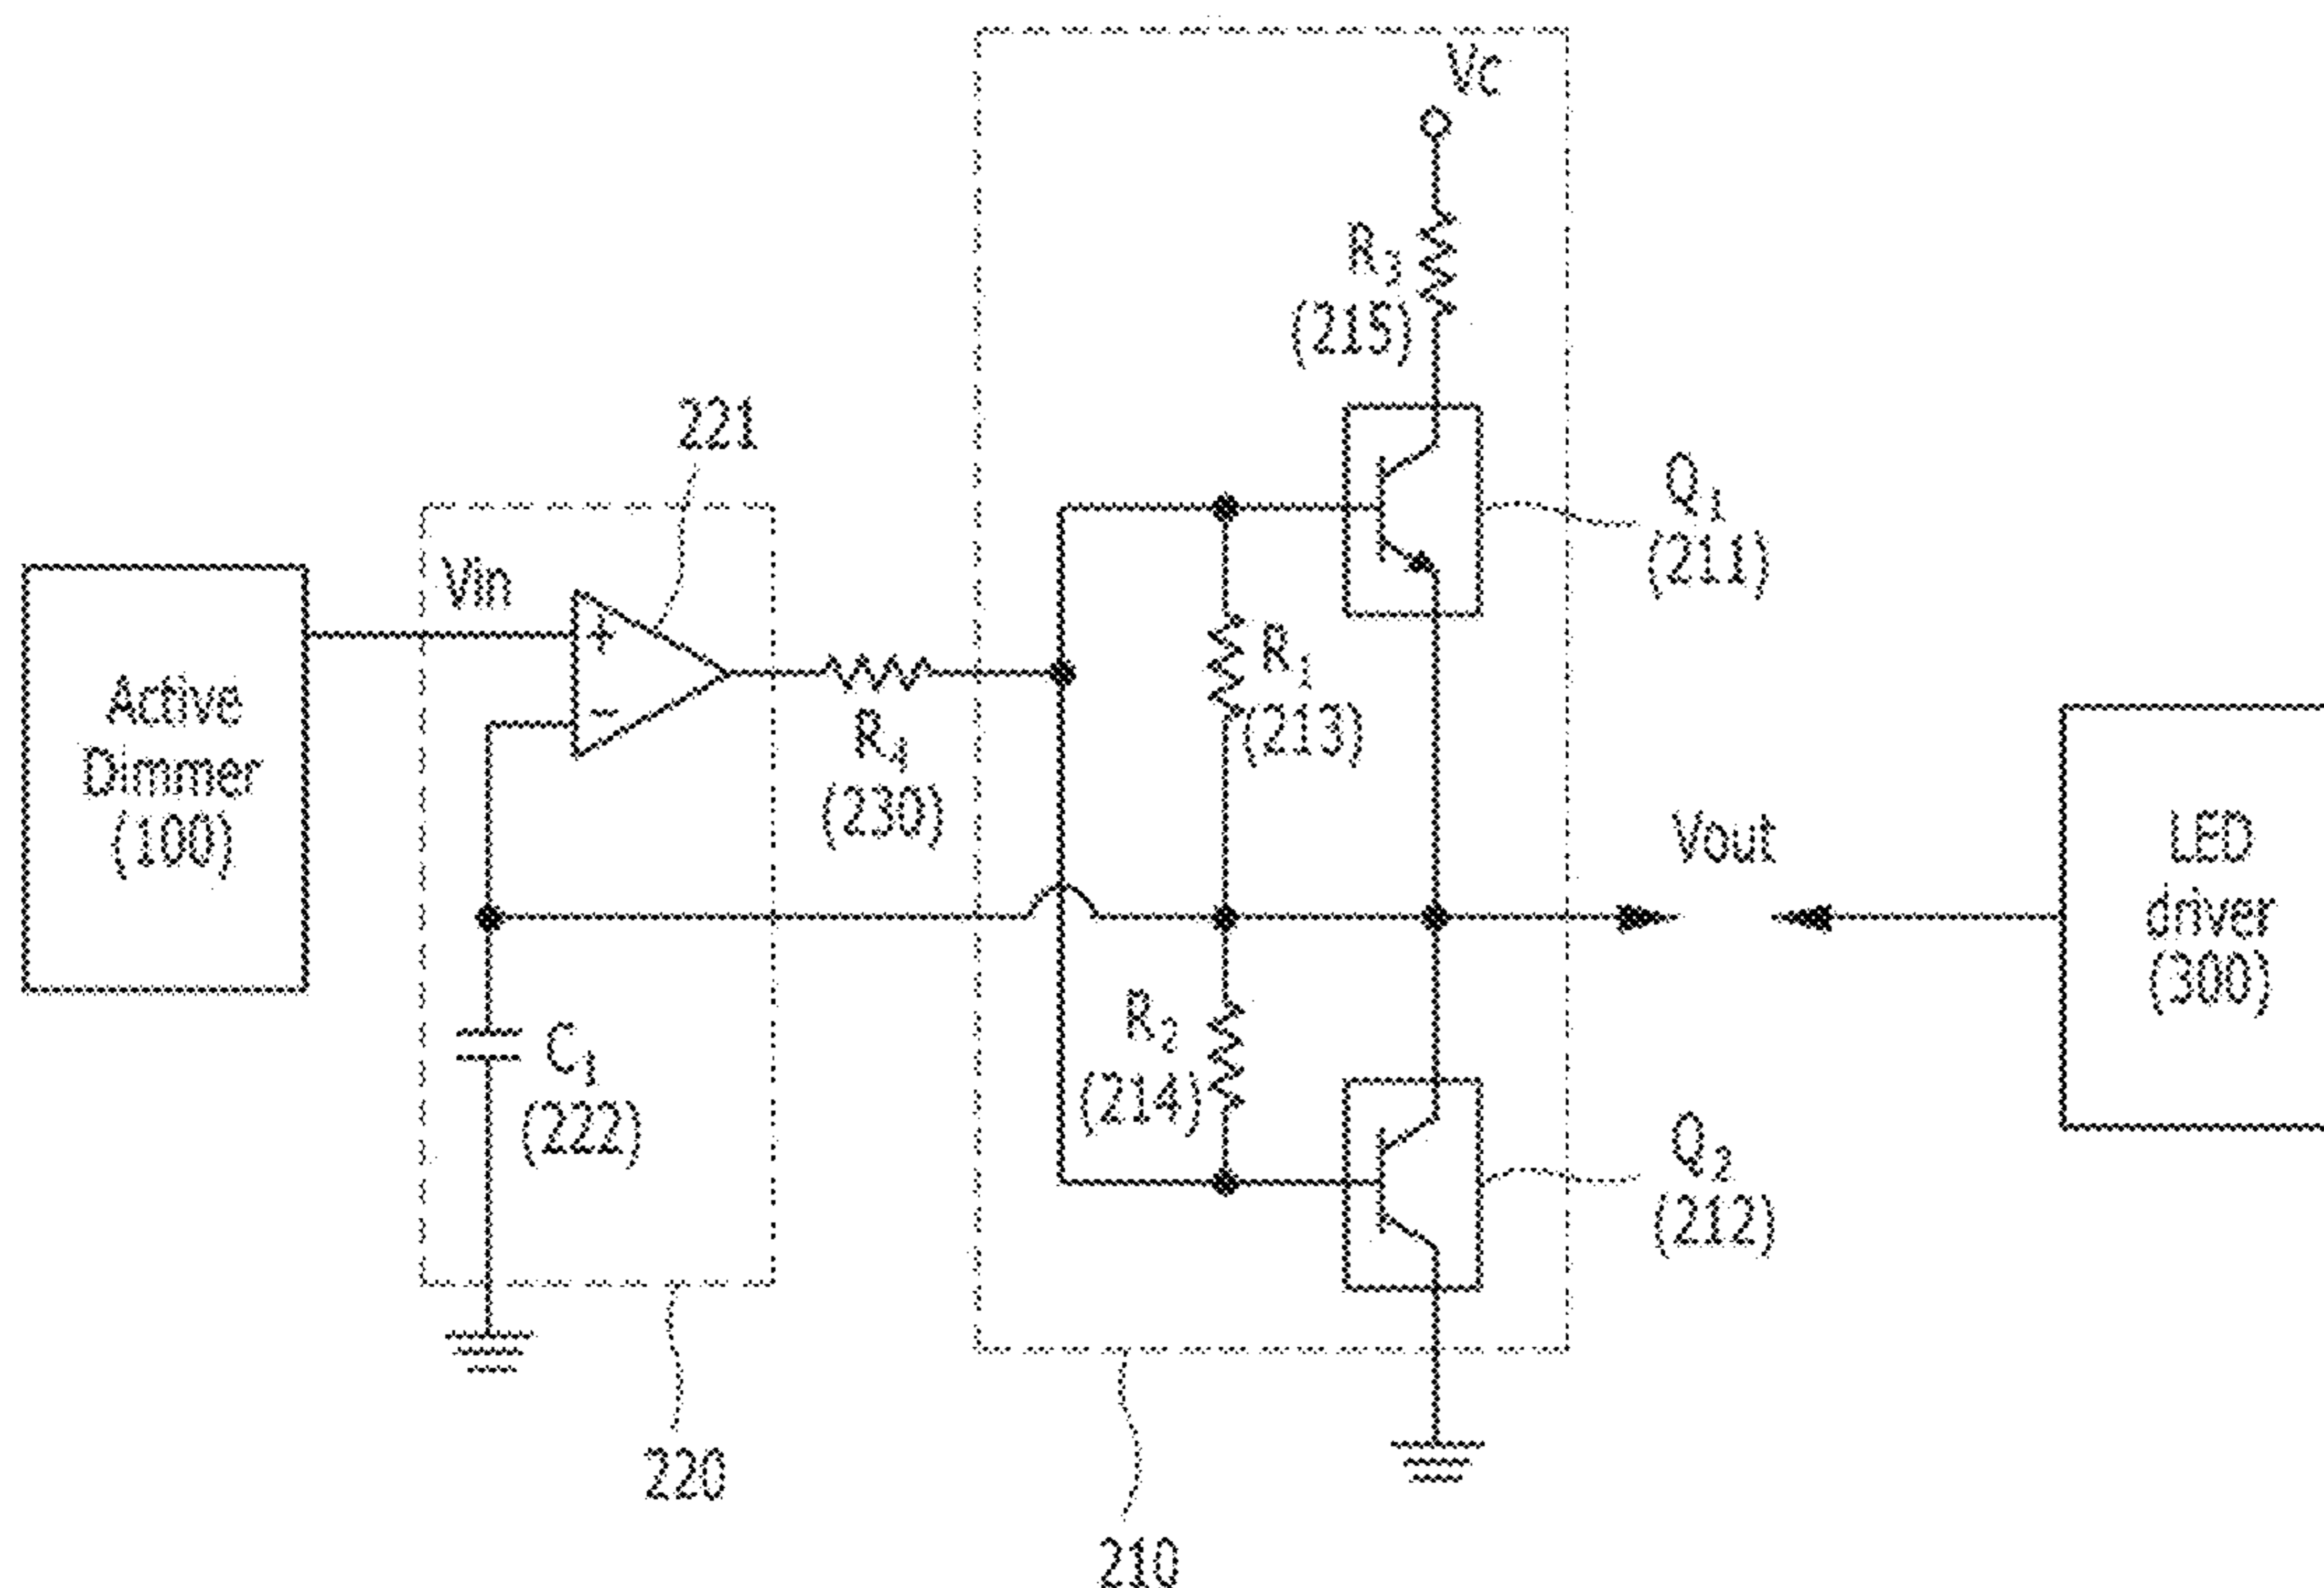 Vc
R3
(215)
221
Q1
(211)
Vin
+
R1
(213)
Active
Dimmer
(100)
−
R4
(230)
Vout
LED
driver
(300)
R2
(214)
C1
(222)
Q2
(212)
220
210